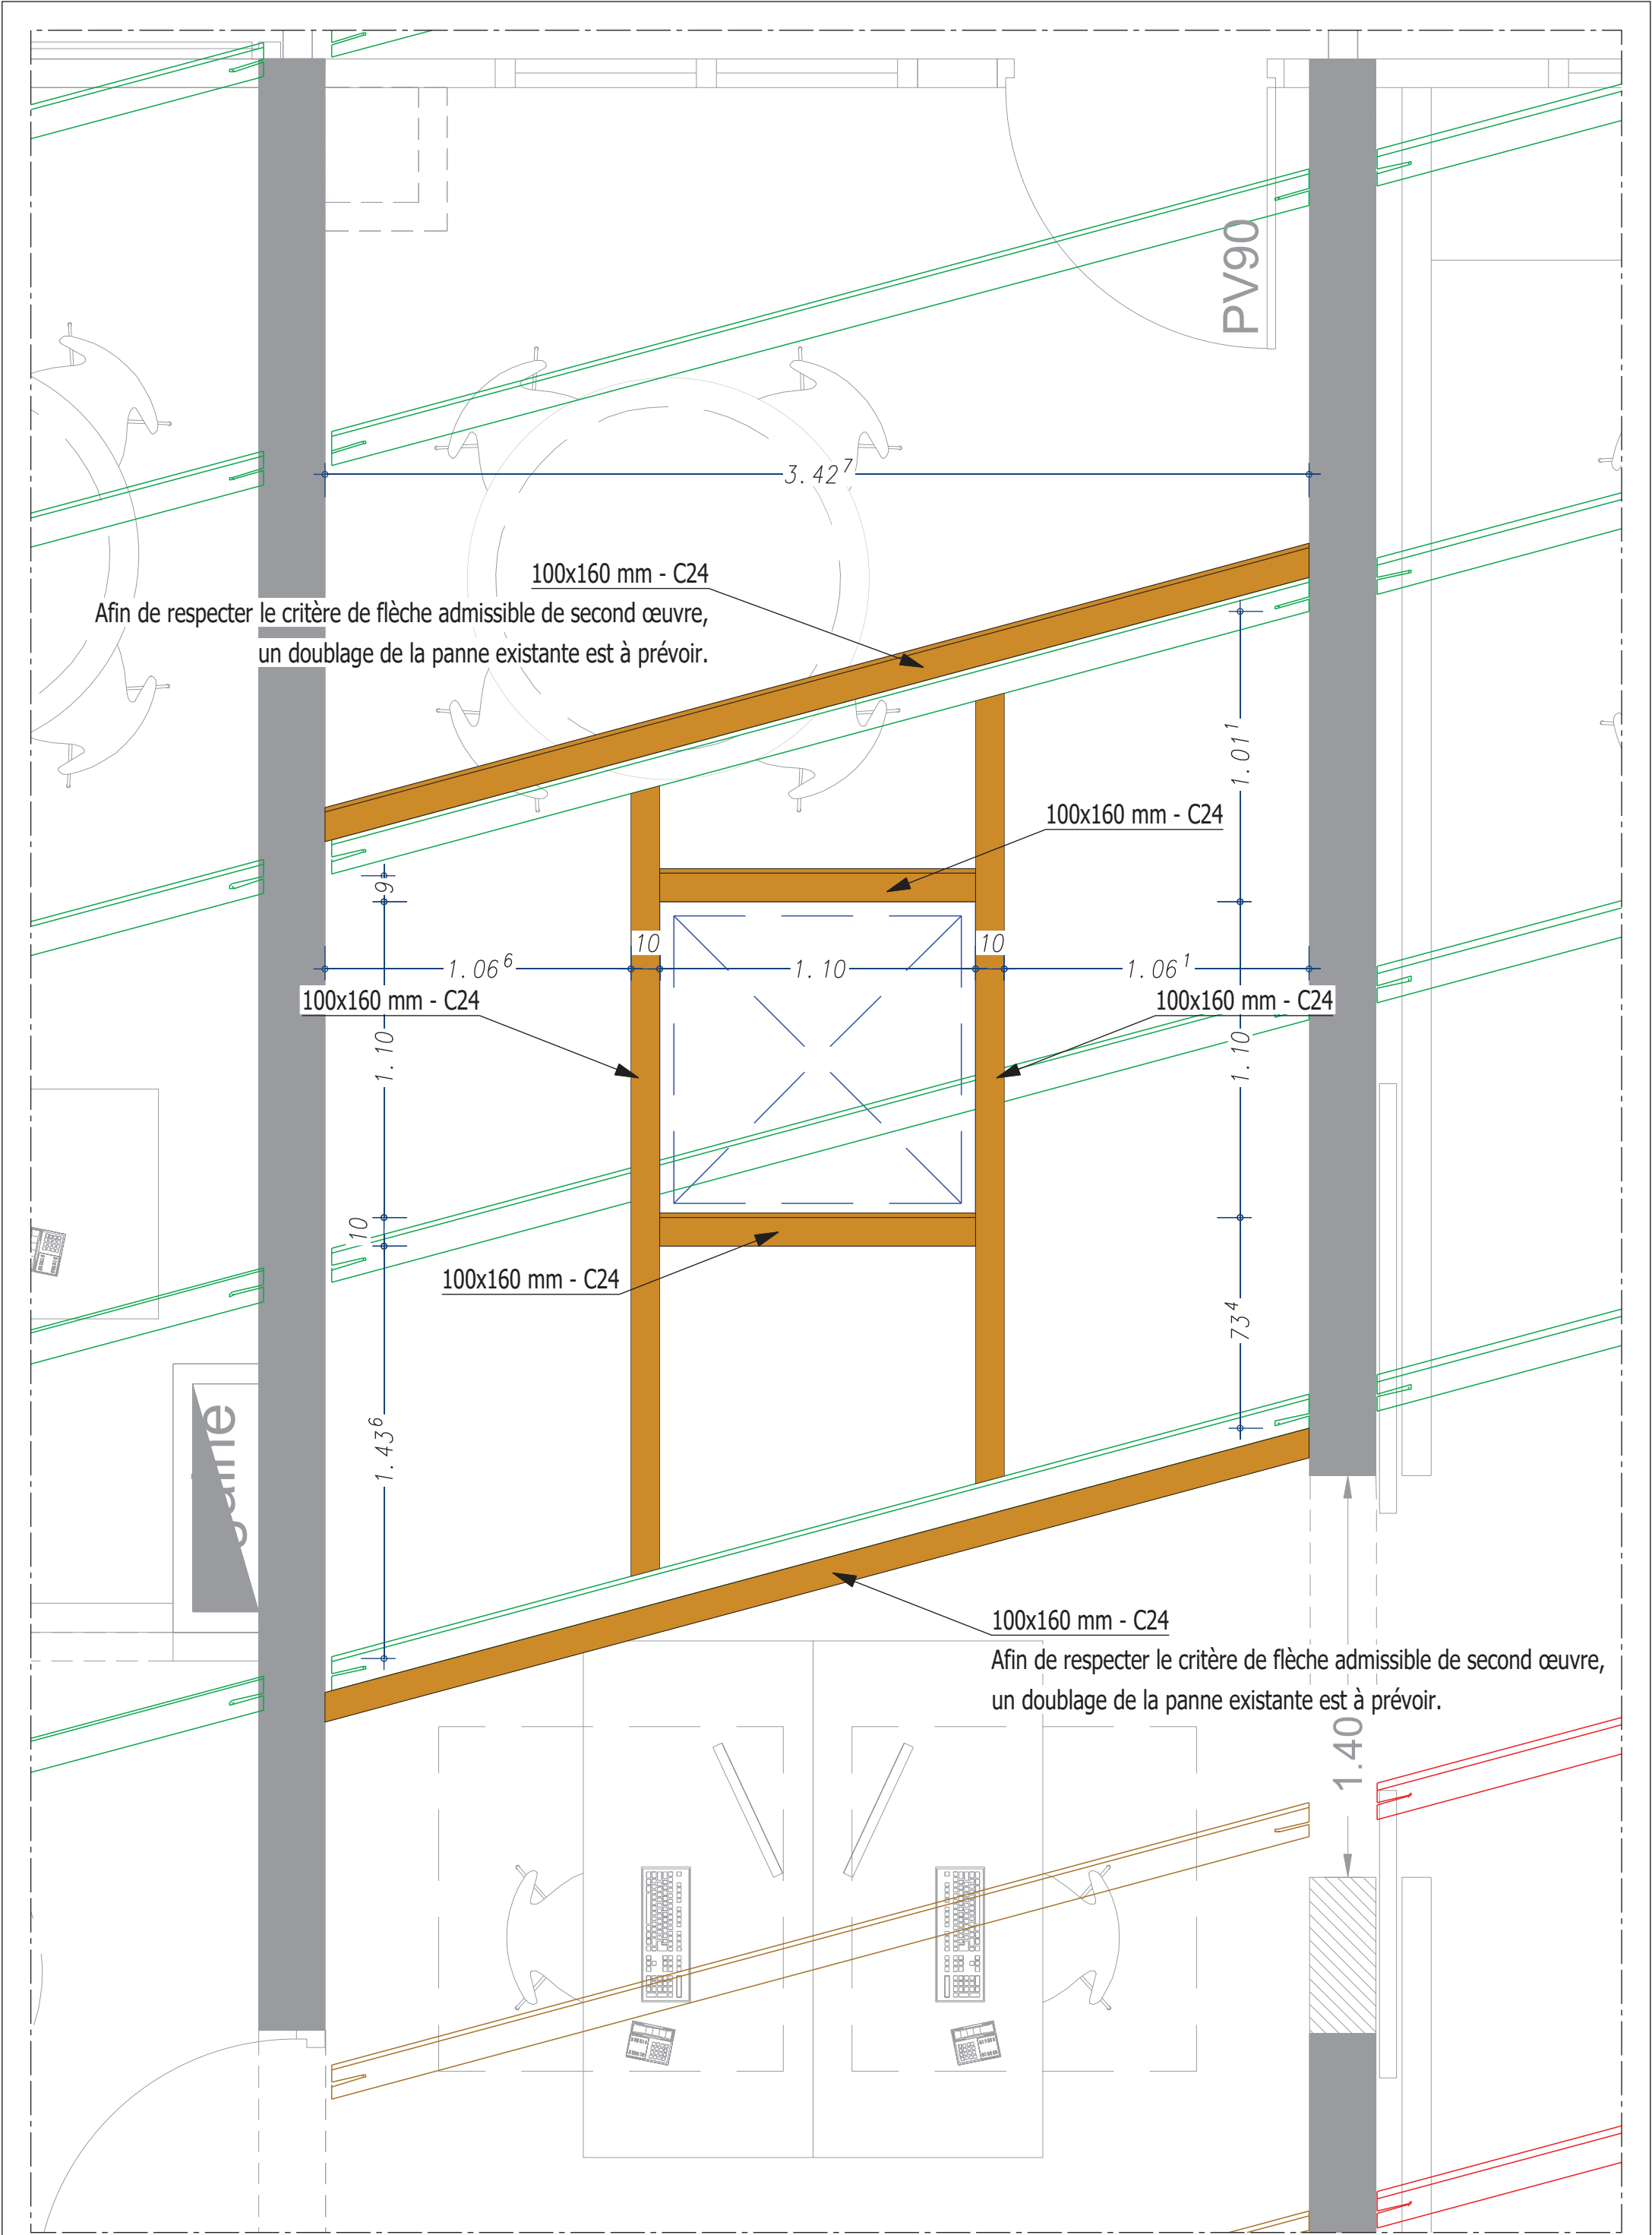 PV90
3.42⁷
100x160 mm - C24
Afin de respecter le critère de flèche admissible de second œuvre,
un doublage de la panne existante est à prévoir.
1.01¹
100x160 mm - C24
9
10
10
1.06⁶
1.10
1.06¹
100x160 mm - C24
100x160 mm - C24
1.10
1.10
10
100x160 mm - C24
73⁴
1.43⁶
gaine
100x160 mm - C24
Afin de respecter le critère de flèche admissible de second œuvre,
un doublage de la panne existante est à prévoir.
1.40